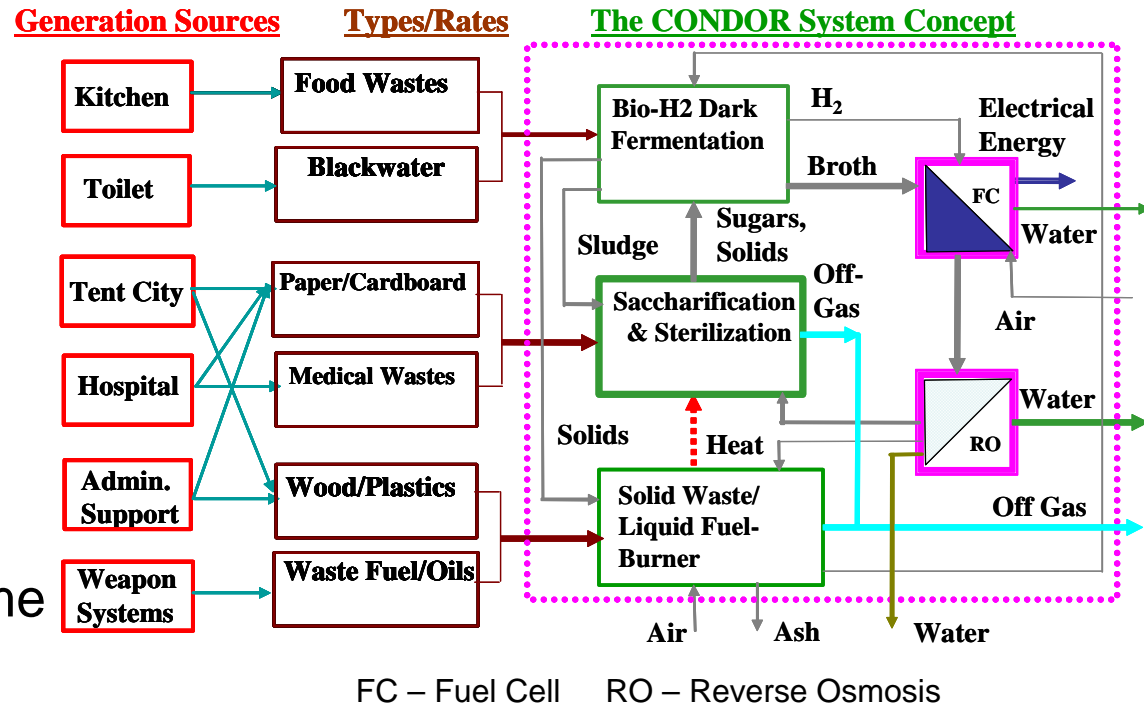 Generation Sources
Types/Rates
The CONDOR System Concept
Kitchen
Toilet
Tent City
Hospital
Admin.
Support
Weapon
Systems
ne
Food Wastes
Blackwater
Paper/Cardboard
Medical Wastes
Wood/Plastics
Waste Fuel/Oils
Bio-H2 Dark
Fermentation
H2
Broth
Electrical
Energy
FC
Water
Sludge
Sugars,
Solids
Off-
Gas
Air
Saccharification
& Sterilization
Solids
Heat
RO
Water
Solid Waste/
Liquid Fuel-
Burner
Off Gas
Air
Ash
Water
FC – Fuel Cell
RO – Reverse Osmosis